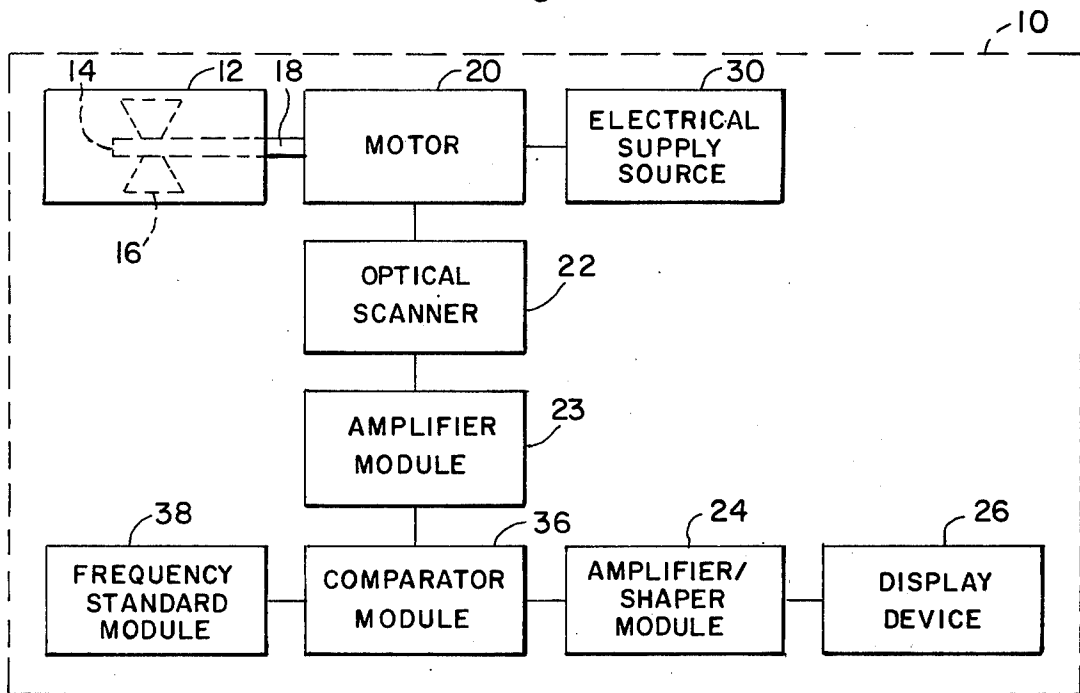 10
14
12
18
20
30
MOTOR
ELECTRICAL
SUPPLY
SOURCE
16
OPTICAL
SCANNER
22
AMPLIFIER
MODULE
23
38
36
24
26
FREQUENCY
STANDARD
MODULE
COMPARATOR
MODULE
AMPLIFIER/
SHAPER
MODULE
DISPLAY
DEVICE